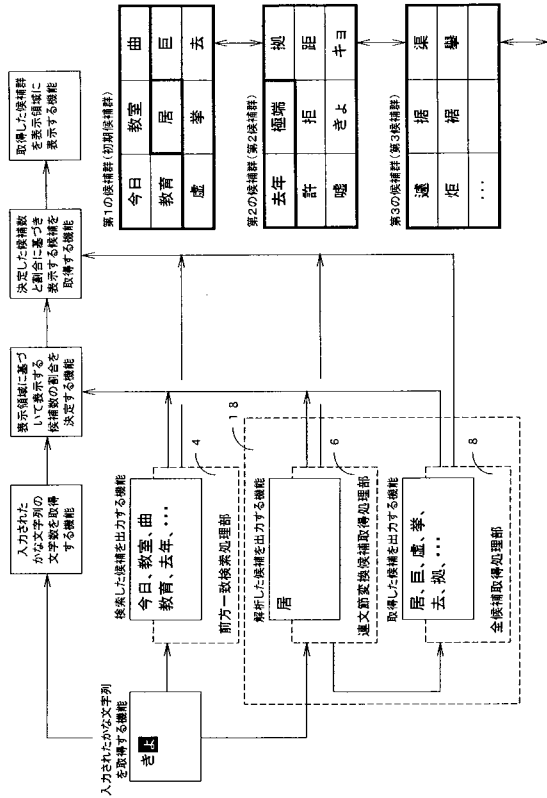 入力されたかな文字列
を取得する機能
きょ
入力された
かな文字列の
文字数を取得
する機能
表示領域に基づ
いて表示する
候補数の割合を
決定する機能
決定した候補数
と割合に基づき
表示する候補を
取得する機能
取得した候補群
を表示領域に
表示する機能
検索した候補を出力する機能
今日、教室、曲
教育、去年、・・・
前方一致検索処理部
4
18
解析した候補を出力する機能
居
連文節変換候補取得処理部
6
取得した候補を出力する機能
居、巨、虚、挙、
去、拠、・・・
全候補取得処理部
8
第1の候補群(初期候補群)
今日 教室 曲
教育 居 巨
虚 挙 去
第2の候補群(第2候補群)
去年 極端 拠
許 拒 距
嘘 きょ キョ
第3の候補群(第3候補群)
遽 据 渠
炬 裾 擧
・・・